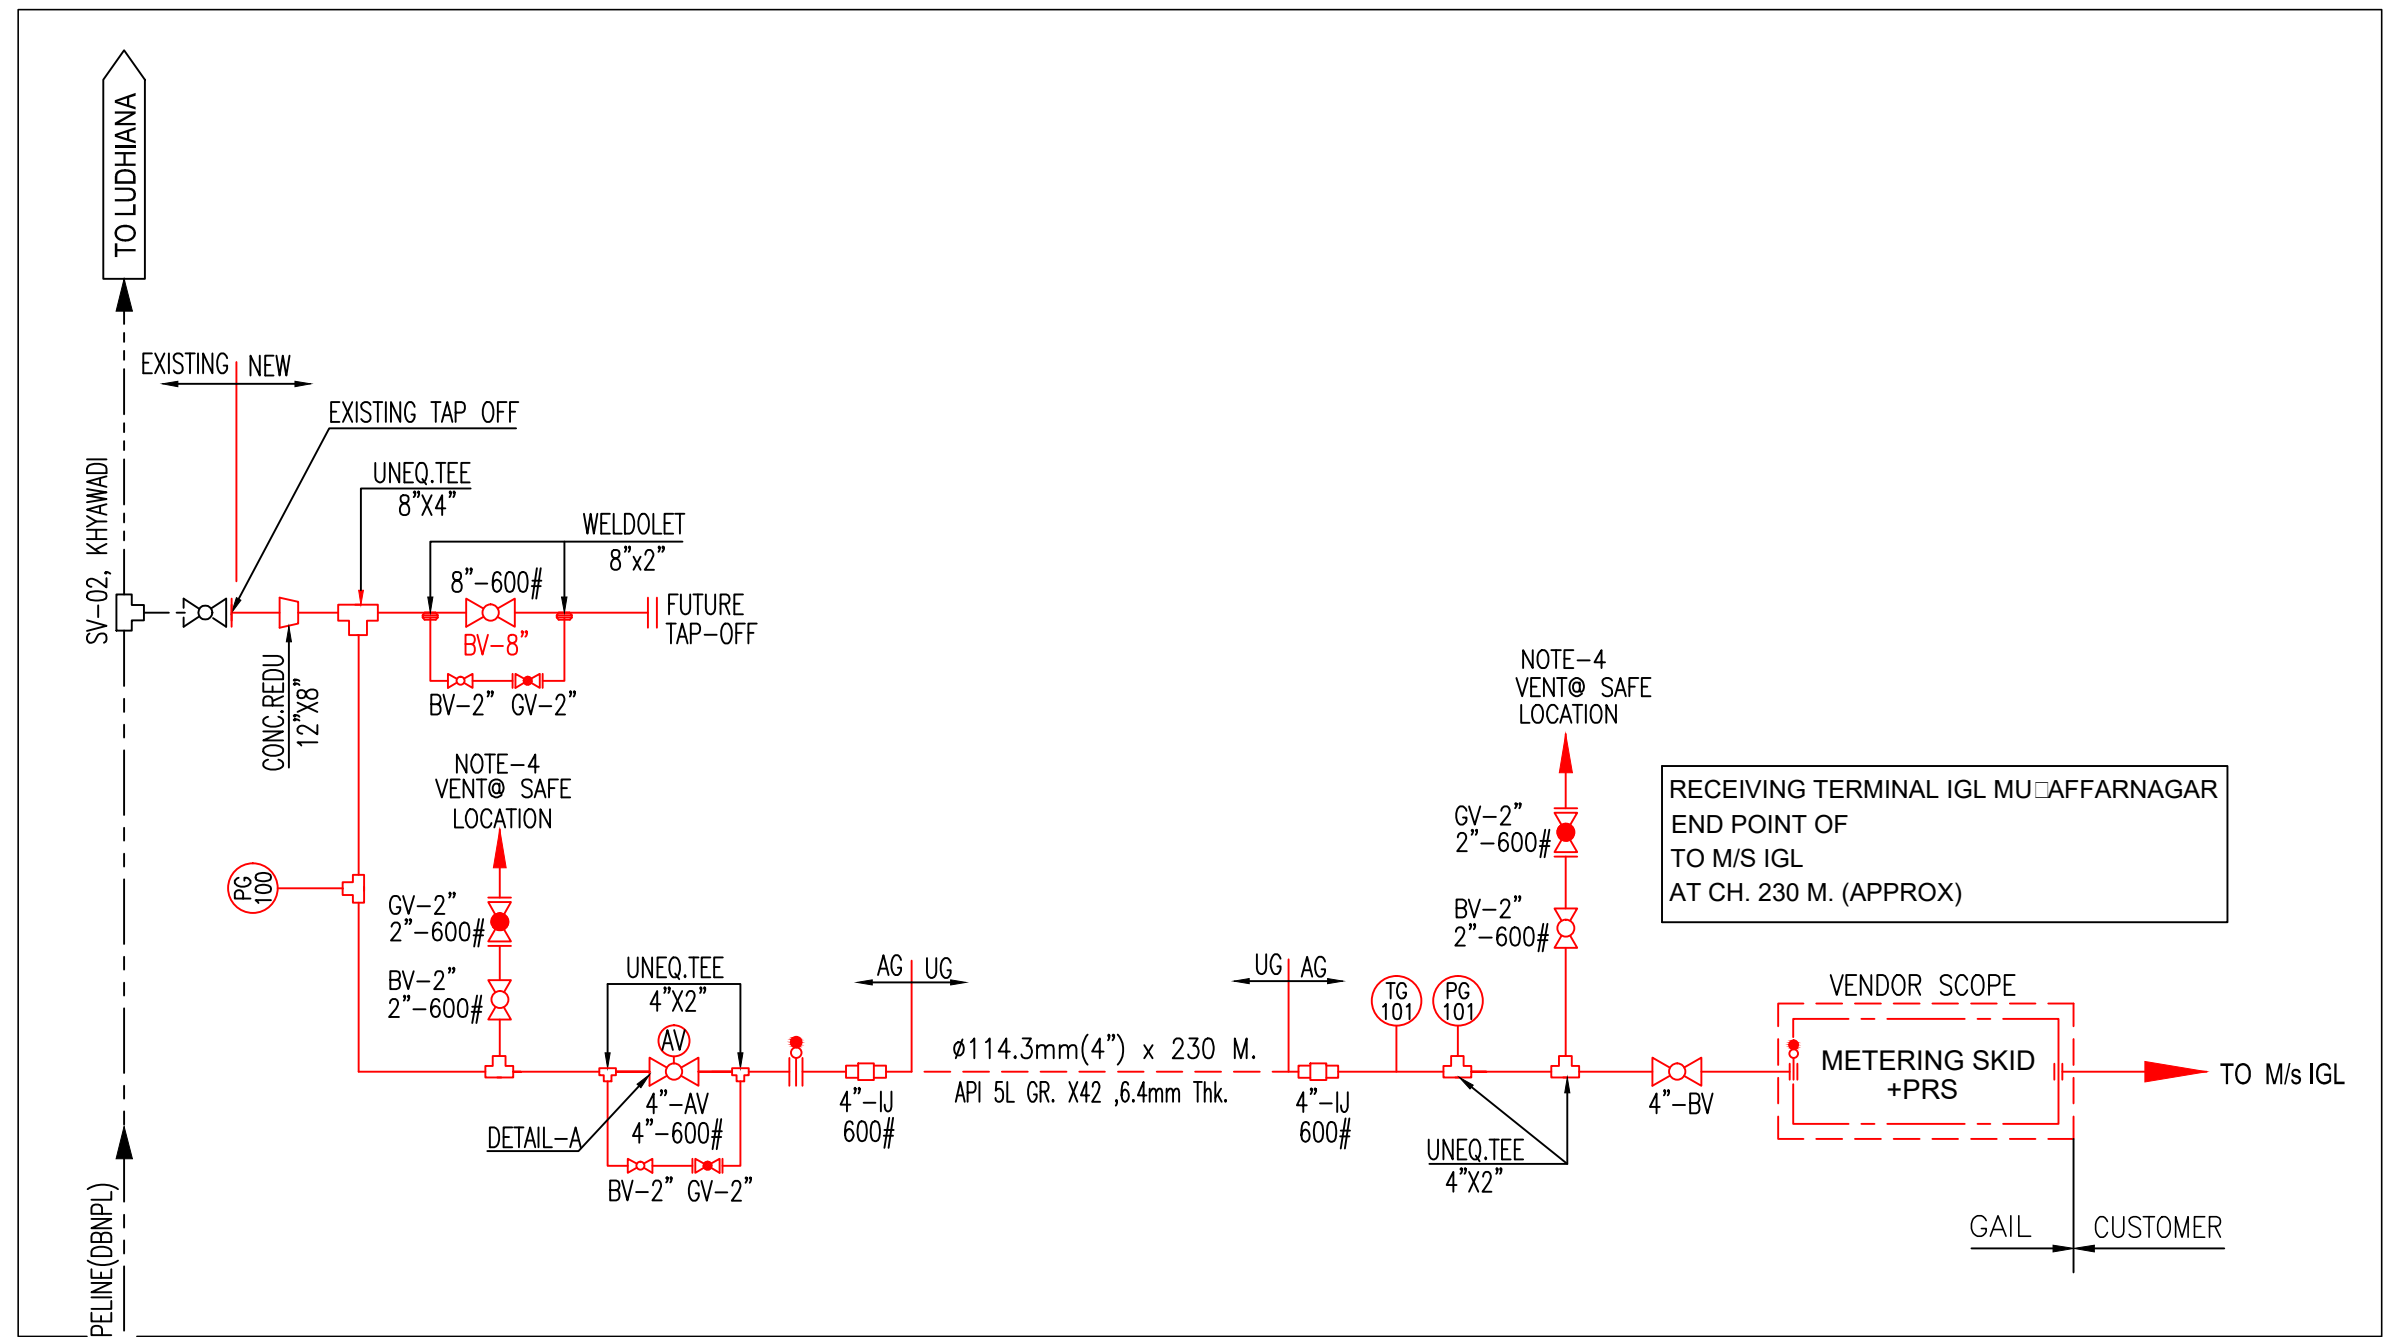 TO LUDHIANA
EXISTING
NEW
EXISTING TAP OFF
UNEQ.TEE
8"X4"
WELDOLET
8"x2"
SV-02, KHYAWADI
8"-600#
BV-8"
FUTURE
TAP-OFF
CONC.REDU
12"X8"
BV-2"
GV-2"
NOTE-4
VENT@ SAFE
LOCATION
PG
100
GV-2"
2"-600#
BV-2"
2"-600#
UNEQ.TEE
4"X2"
AV
4"-AV
4"-600#
DETAIL-A
BV-2"
GV-2"
4"-IJ
600#
AG
UG
ø114.3mm(4") x 230 M.
API 5L GR. X42 ,6.4mm Thk.
UG
AG
4"-IJ
600#
TG
101
PG
101
UNEQ.TEE
4"X2"
NOTE-4
VENT@ SAFE
LOCATION
GV-2"
2"-600#
BV-2"
2"-600#
RECEIVING TERMINAL IGL MU□AFFARNAGAR
END POINT OF
TO M/S IGL
AT CH. 230 M. (APPROX)
4"-BV
VENDOR SCOPE
METERING SKID
+PRS
TO M/s IGL
GAIL
CUSTOMER
PELINE(DBNPL)